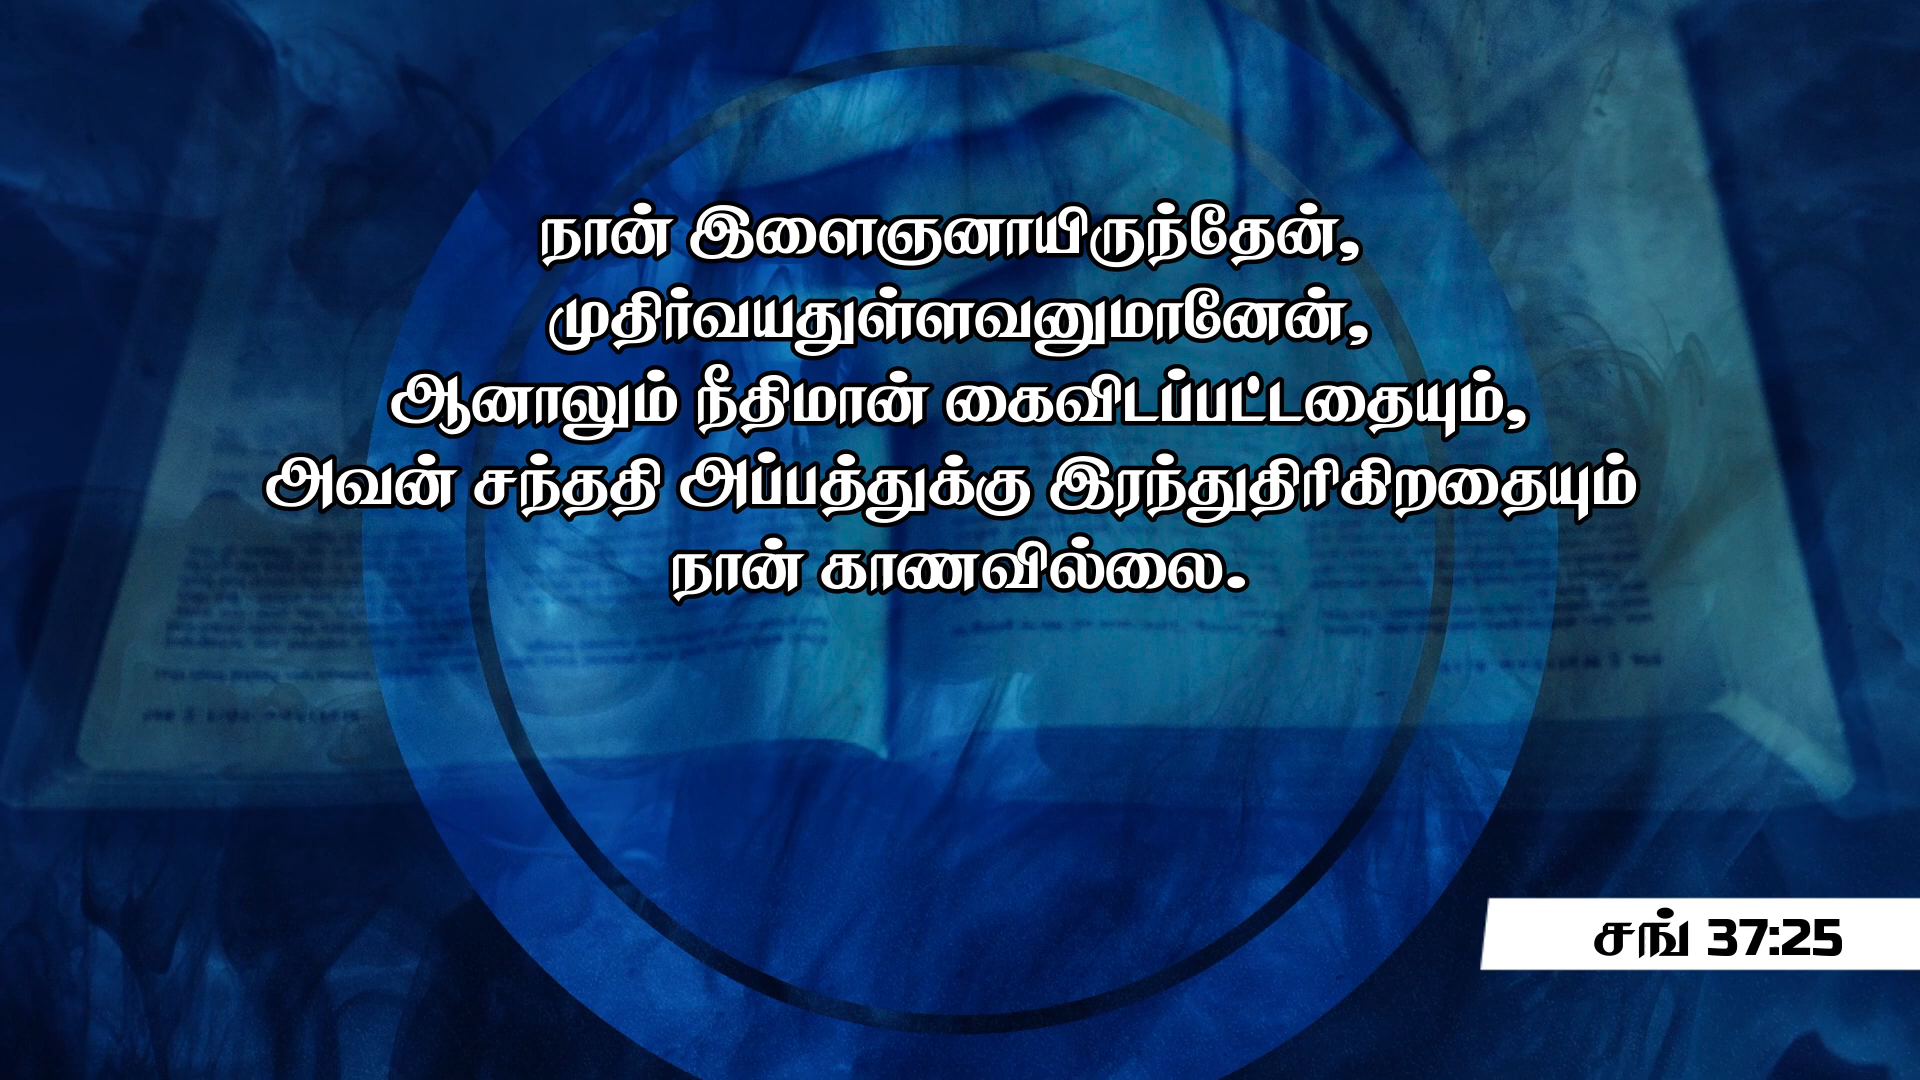 நான் இளைஞனாயிருந்தேன்,
முதிர்வயதுள்ளவனுமானேன்,
ஆனாலும் நீதிமான் கைவிடப்பட்டதையும்,
அவன் சந்ததி அப்பத்துக்கு இரந்துதிரிகிறதையும்
நான் காணவில்லை.
சங் 37:25